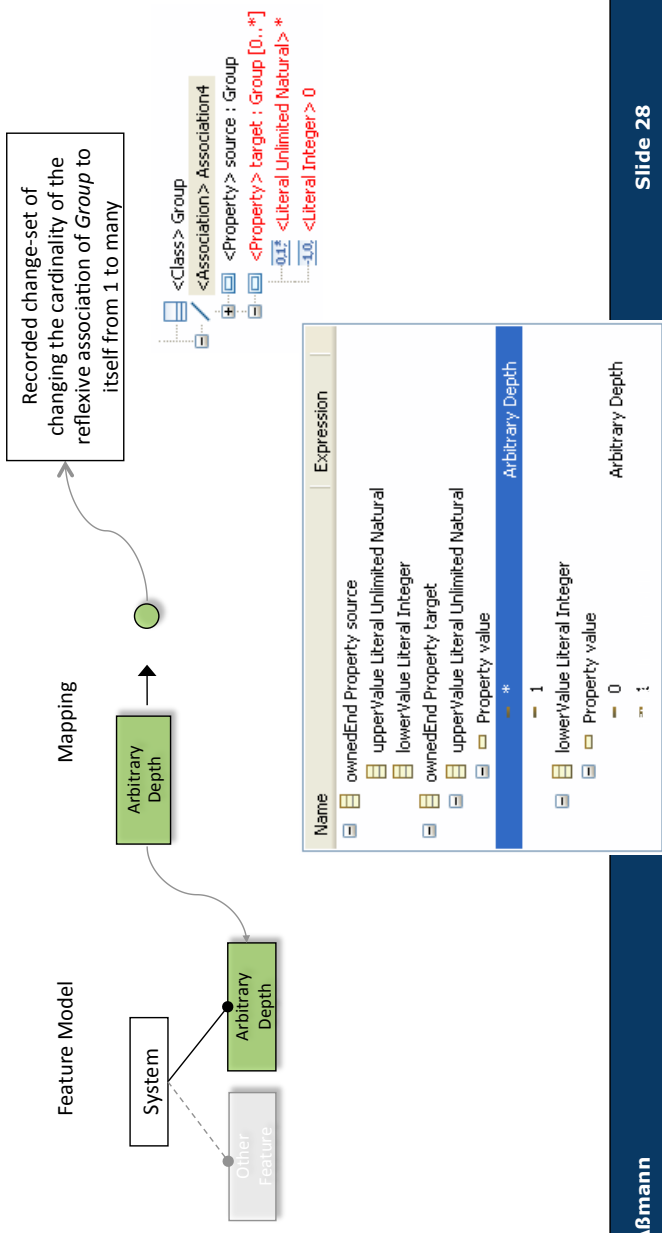 Feature Model
Mapping
System
Other
Feature
Arbitrary
Depth
Arbitrary
Depth
Recorded change-set of
changing the cardinality of the
reflexive association of Group to
itself from 1 to many
<Class> Group
<Association> Association4
<Property> source : Group
<Property> target : Group [0..*]
<Literal Unlimited Natural> *
<Literal Integer> 0
Name Expression
ownedEnd Property source
upperValue Literal Unlimited Natural
lowerValue Literal Integer
ownedEnd Property target
upperValue Literal Unlimited Natural
Property value
* Arbitrary Depth
1
lowerValue Literal Integer
Property value
0 Arbitrary Depth
1
Aßmann
Slide 28